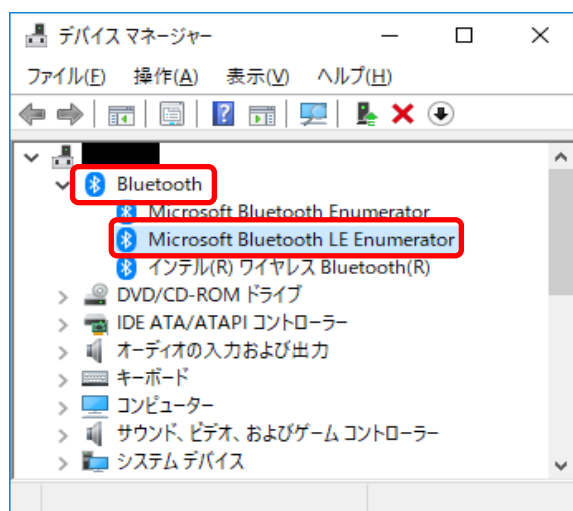 デバイス マネージャー
ファイル(F) 操作(A) 表示(V) ヘルプ(H)
Bluetooth
Microsoft Bluetooth Enumerator
Microsoft Bluetooth LE Enumerator
インテル(R) ワイヤレス Bluetooth(R)
DVD/CD-ROM ドライブ
IDE ATA/ATAPI コントローラー
オーディオの入力および出力
キーボード
コンピューター
サウンド、ビデオ、およびゲーム コントローラー
システム デバイス